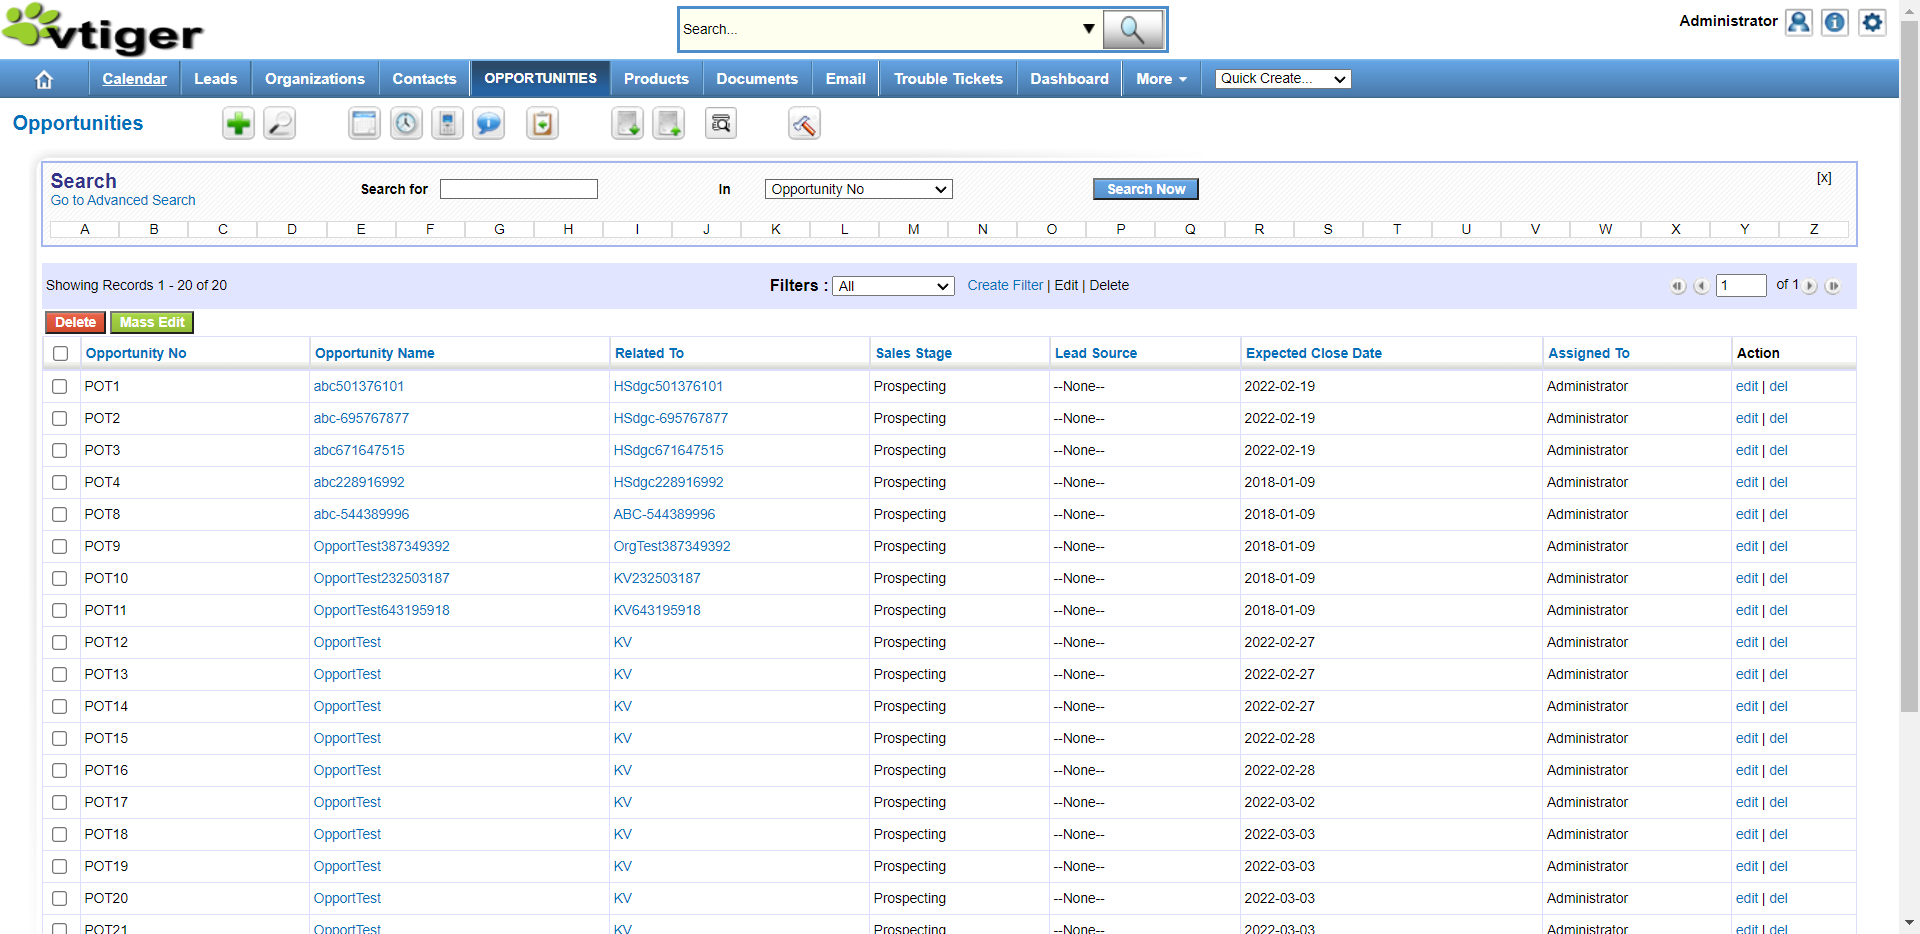 vtiger
Search...
Administrator
Calendar Leads Organizations Contacts OPPORTUNITIES Products Documents Email Trouble Tickets Dashboard More Quick Create...
Opportunities
Search
Go to Advanced Search
Search for In Opportunity No Search Now [x]
A B C D E F G H I J K L M N O P Q R S T U V W X Y Z
Showing Records 1 - 20 of 20 Filters : All Create Filter | Edit | Delete 1 of 1
Delete Mass Edit
Opportunity No Opportunity Name Related To Sales Stage Lead Source Expected Close Date Assigned To Action
POT1 abc501376101 HSdgc501376101 Prospecting --None-- 2022-02-19 Administrator edit | del
POT2 abc-695767877 HSdgc-695767877 Prospecting --None-- 2022-02-19 Administrator edit | del
POT3 abc671647515 HSdgc671647515 Prospecting --None-- 2022-02-19 Administrator edit | del
POT4 abc228916992 HSdgc228916992 Prospecting --None-- 2018-01-09 Administrator edit | del
POT8 abc-544389996 ABC-544389996 Prospecting --None-- 2018-01-09 Administrator edit | del
POT9 OpportTest387349392 OrgTest387349392 Prospecting --None-- 2018-01-09 Administrator edit | del
POT10 OpportTest232503187 KV232503187 Prospecting --None-- 2018-01-09 Administrator edit | del
POT11 OpportTest643195918 KV643195918 Prospecting --None-- 2018-01-09 Administrator edit | del
POT12 OpportTest KV Prospecting --None-- 2022-02-27 Administrator edit | del
POT13 OpportTest KV Prospecting --None-- 2022-02-27 Administrator edit | del
POT14 OpportTest KV Prospecting --None-- 2022-02-27 Administrator edit | del
POT15 OpportTest KV Prospecting --None-- 2022-02-28 Administrator edit | del
POT16 OpportTest KV Prospecting --None-- 2022-02-28 Administrator edit | del
POT17 OpportTest KV Prospecting --None-- 2022-03-02 Administrator edit | del
POT18 OpportTest KV Prospecting --None-- 2022-03-03 Administrator edit | del
POT19 OpportTest KV Prospecting --None-- 2022-03-03 Administrator edit | del
POT20 OpportTest KV Prospecting --None-- 2022-03-03 Administrator edit | del
POT21 OpportTest KV Prospecting --None-- 2022-03-03 Administrator edit | del